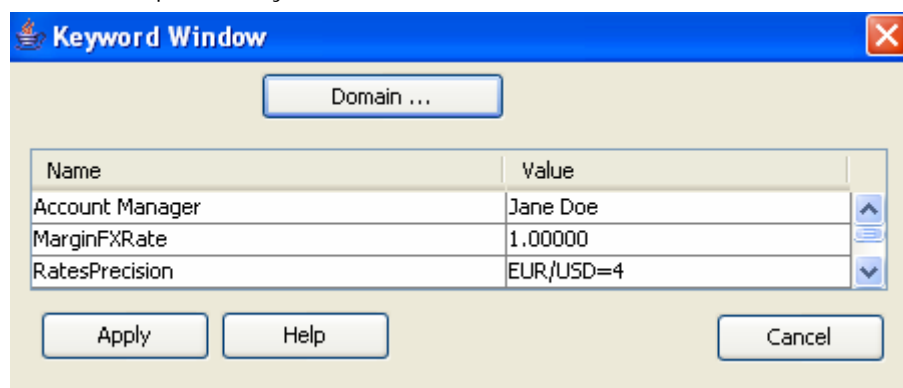 Keyword Window
Domain ...
Name Value
Account Manager Jane Doe
MarginFXRate 1.00000
RatesPrecision EUR/USD=4
Apply Help Cancel